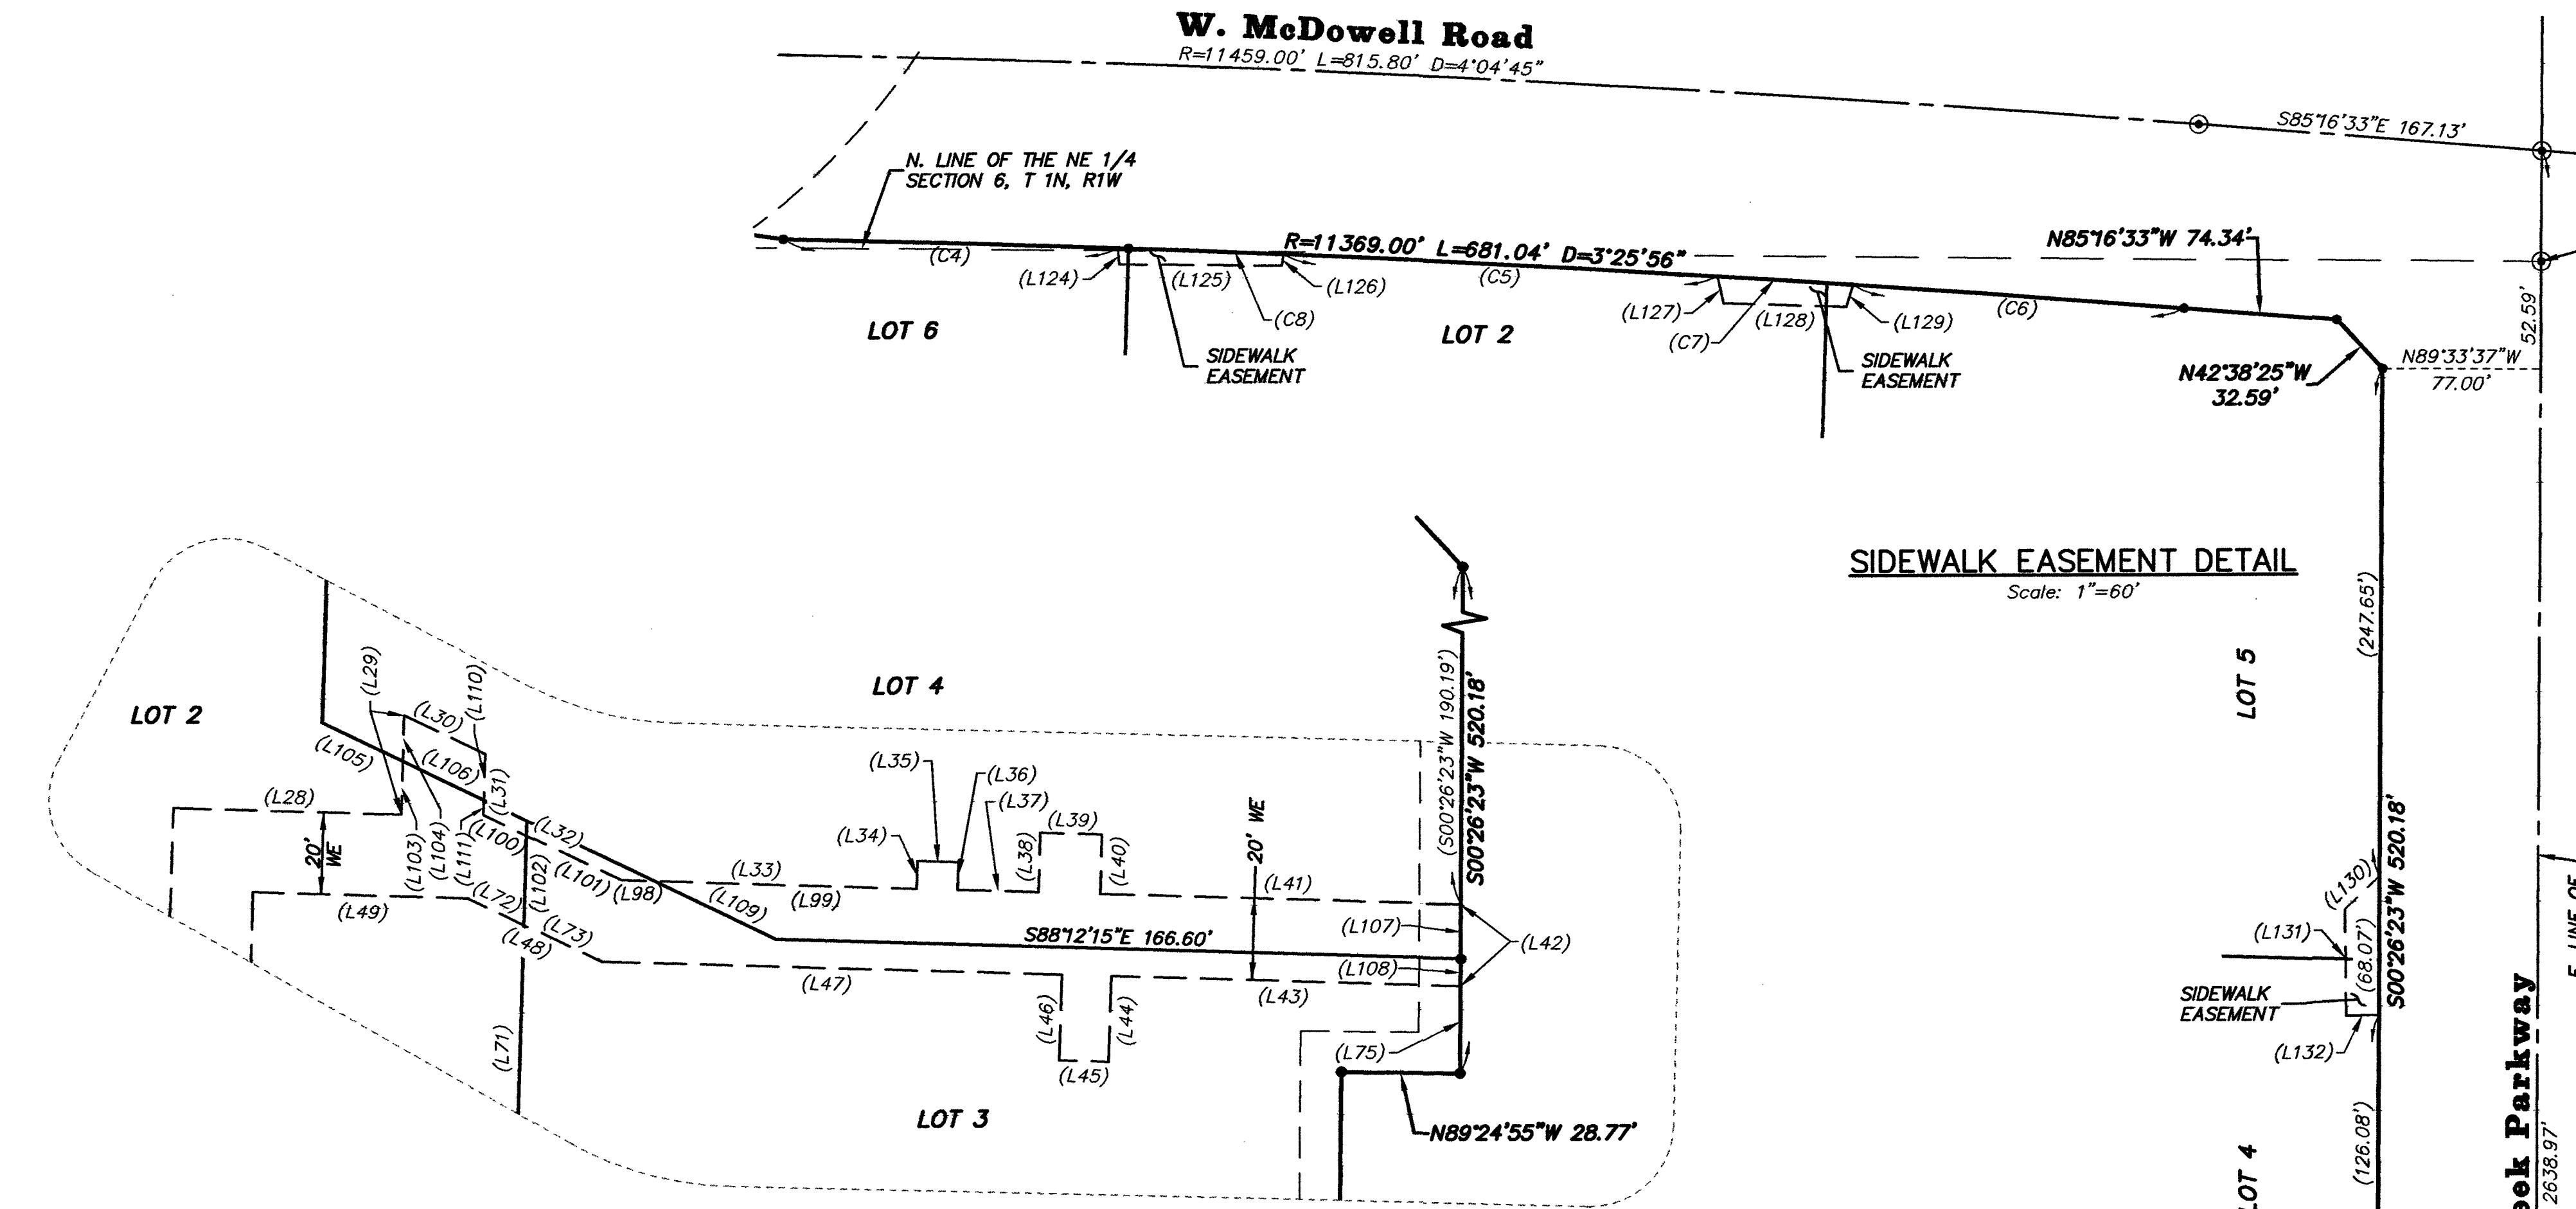 W. McDowell Road
R=11459.00' L=815.80' D=4°04'45"
S85°16'33"E 167.13'
N. LINE OF THE NE 1/4
SECTION 6, T 1N, R1W
R=11369.00' L=681.04' D=3°25'56"
N85°16'33"W 74.34'
(C4)
(L124)
(L125)
(L126)
(C8)
(C5)
(L127)
(C7)
(L128)
(L129)
(C6)
52.59'
LOT 6
LOT 2
SIDEWALK
EASEMENT
SIDEWALK
EASEMENT
N42°38'25"W
32.59'
N89°33'37"W
77.00'
SIDEWALK EASEMENT DETAIL
Scale: 1"=60'
(247.65')
LOT 5
S00°26'23"W 520.18'
(L130)
(L131)
(68.07')
SIDEWALK
EASEMENT
(L132)
(126.08')
LOT 4
eek Parkway
2638.97'
E. LINE OF
LOT 4
LOT 2
(L29)
(L30)
(L110)
(L105)
(L106)
(L31)
(L28)
20'
WE
(L103)
(L104)
(L111)
(L100)
(L32)
(L102)
(L101)
(L98)
(L49)
(L72)
(L48)
(L73)
(L71)
(L33)
(L99)
(L109)
(L34)
(L35)
(L36)
(L37)
(L38)
(L39)
(L40)
20' WE
(L41)
(S00°26'23"W 190.19')
S00°26'23"W 520.18'
(L107)
(L42)
S88°12'15"E 166.60'
(L108)
(L47)
(L46)
(L45)
(L44)
(L43)
(L75)
LOT 3
N89°24'55"W 28.77'